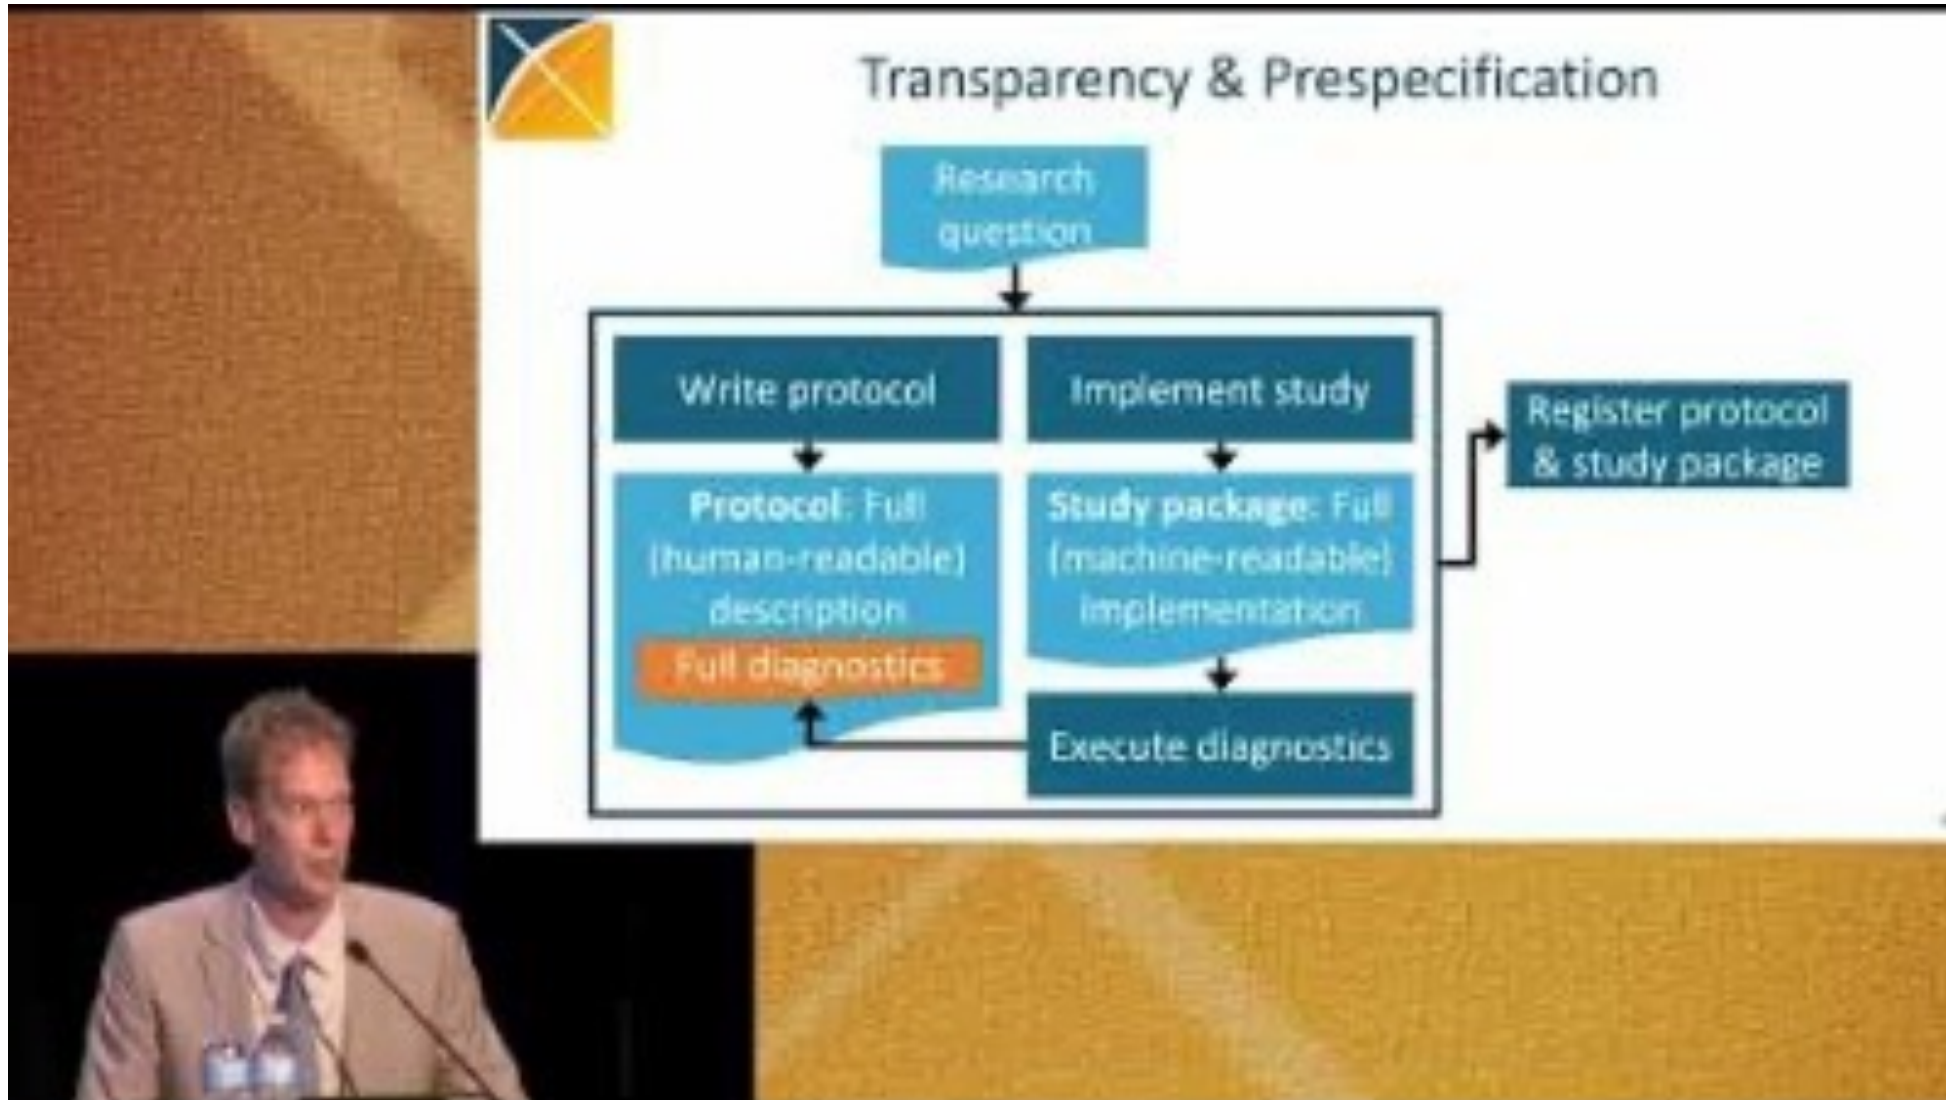 Transparency & Prespecification
Research
question
Write protocol
Implement study
Protocol: Full
(human-readable)
description
Full diagnostics
Study package: Full
(machine-readable)
implementation
Execute diagnostics
Register protocol
& study package